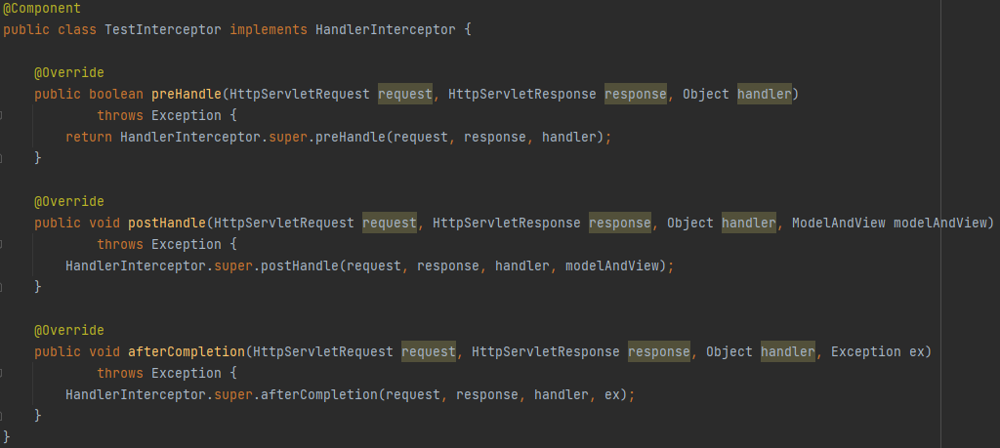 @Component
public class TestInterceptor implements HandlerInterceptor {
@Override
public boolean preHandle(HttpServletRequest request, HttpServletResponse response, Object handler)
throws Exception {
return HandlerInterceptor.super.preHandle(request, response, handler);
}
@Override
public void postHandle(HttpServletRequest request, HttpServletResponse response, Object handler, ModelAndView modelAndView)
throws Exception {
HandlerInterceptor.super.postHandle(request, response, handler, modelAndView);
}
@Override
public void afterCompletion(HttpServletRequest request, HttpServletResponse response, Object handler, Exception ex)
throws Exception {
HandlerInterceptor.super.afterCompletion(request, response, handler, ex);
}
}